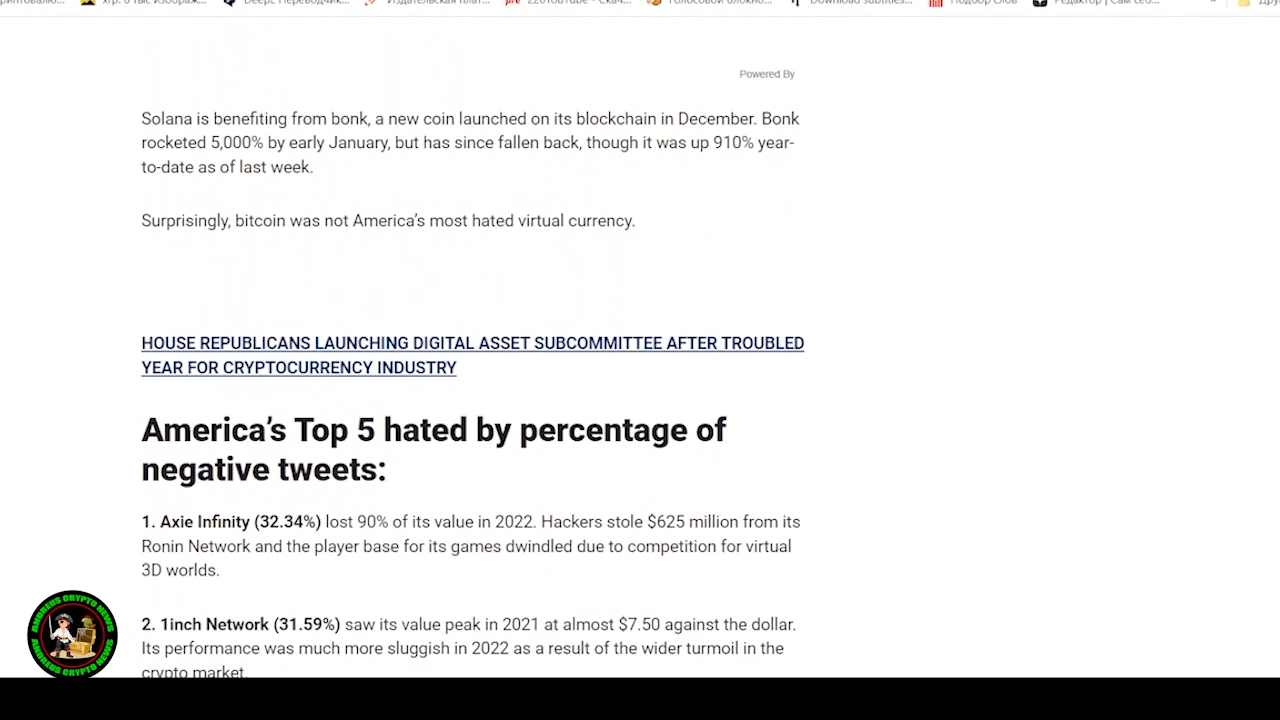 Powered By
Solana is benefiting from bonk, a new coin launched on its blockchain in December. Bonk
rocketed 5,000% by early January, but has since fallen back, though it was up 910% year-
to-date as of last week.
Surprisingly, bitcoin was not America’s most hated virtual currency.
HOUSE REPUBLICANS LAUNCHING DIGITAL ASSET SUBCOMMITTEE AFTER TROUBLED
YEAR FOR CRYPTOCURRENCY INDUSTRY
America’s Top 5 hated by percentage of
negative tweets:
1. Axie Infinity (32.34%) lost 90% of its value in 2022. Hackers stole $625 million from its
Ronin Network and the player base for its games dwindled due to competition for virtual
3D worlds.
2. 1inch Network (31.59%) saw its value peak in 2021 at almost $7.50 against the dollar.
Its performance was much more sluggish in 2022 as a result of the wider turmoil in the
crypto market.
ANDREUS CRYPTO NEWS
ANDREUS CRYPTO NEWS